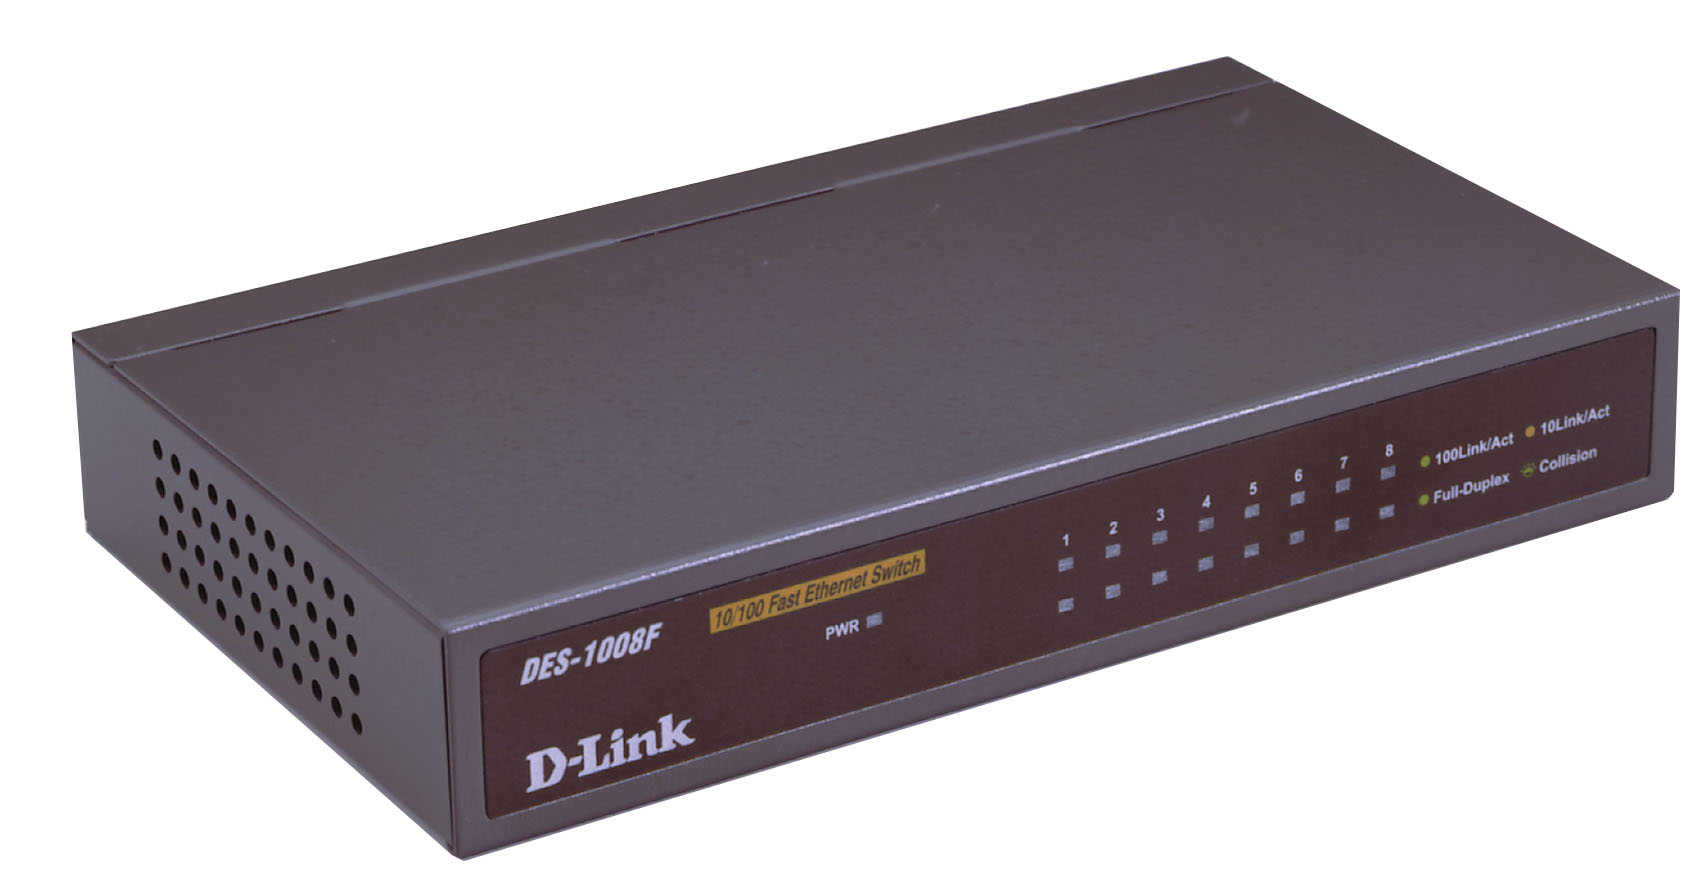 10/100 Fast Ethernet Switch
DES-1008F
PWR
D-Link
1 2 3 4 5 6 7 8
100Link/Act 10Link/Act
Full-Duplex Collision